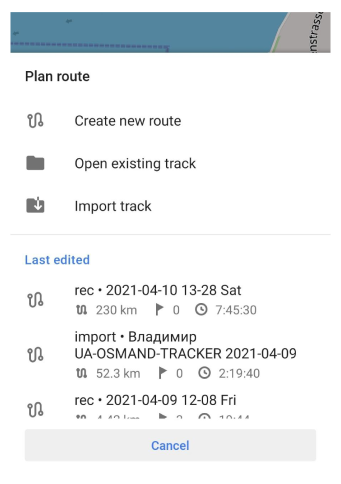 enstrasse
Plan route
Create new route
Open existing track
Import track
Last edited
rec • 2021-04-10 13-28 Sat
230 km 0 7:45:30
import • Владимир
UA-OSMAND-TRACKER 2021-04-09
52.3 km 0 2:19:40
rec • 2021-04-09 12-08 Fri
Cancel